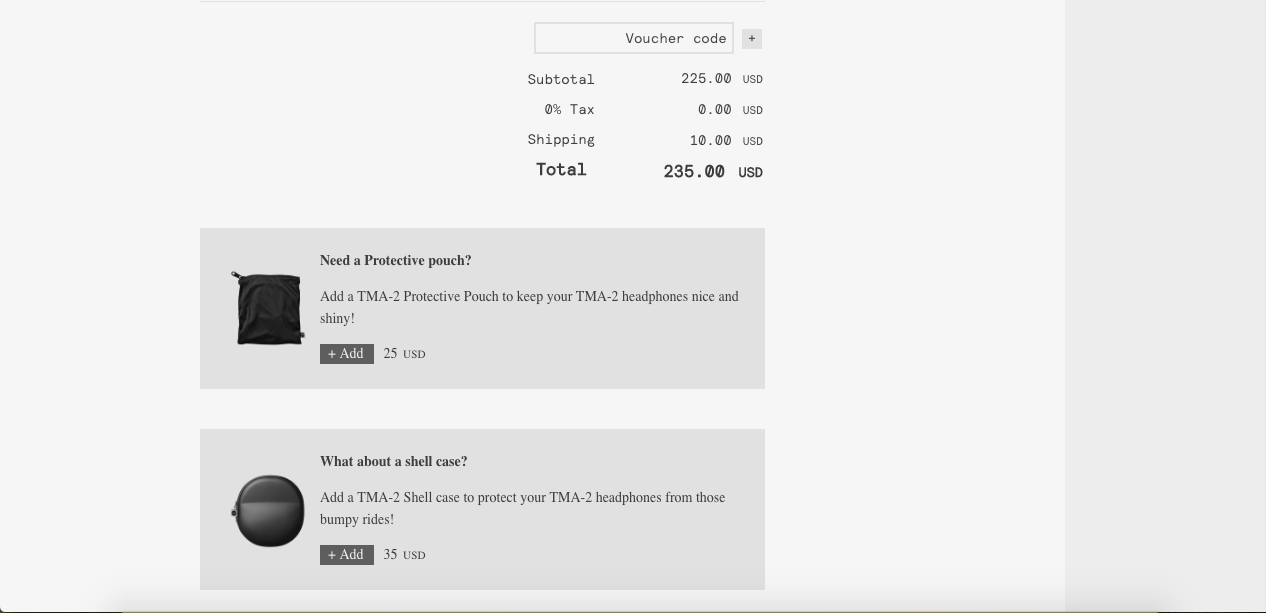 Voucher code +
Subtotal 225.00 USD
0% Tax 0.00 USD
Shipping 10.00 USD
Total 235.00 USD
Need a Protective pouch?
Add a TMA-2 Protective Pouch to keep your TMA-2 headphones nice and
shiny!
+ Add 25 USD
What about a shell case?
Add a TMA-2 Shell case to protect your TMA-2 headphones from those
bumpy rides!
+ Add 35 USD